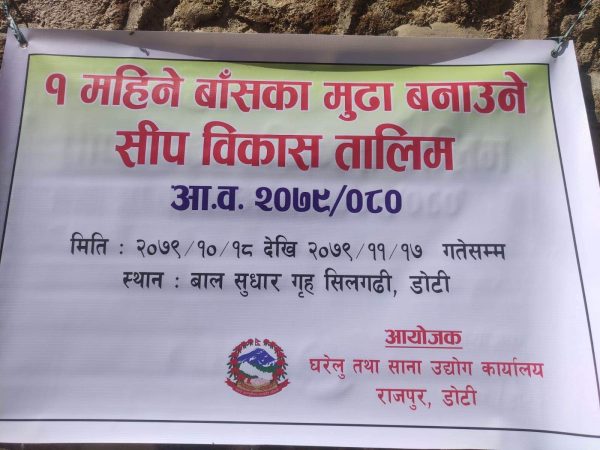 १ महिने बाँसका मुढा बनाउने
सीप विकास तालिम
आ.व. २०७९/०८०
मिति : २०७९/१०/१८ देखि २०७९/११/१७ गतेसम्म
स्थान : बाल सुधार गृह सिलगढी, डोटी
आयोजक
घरेलु तथा साना उद्योग कार्यालय
राजपुर, डोटी